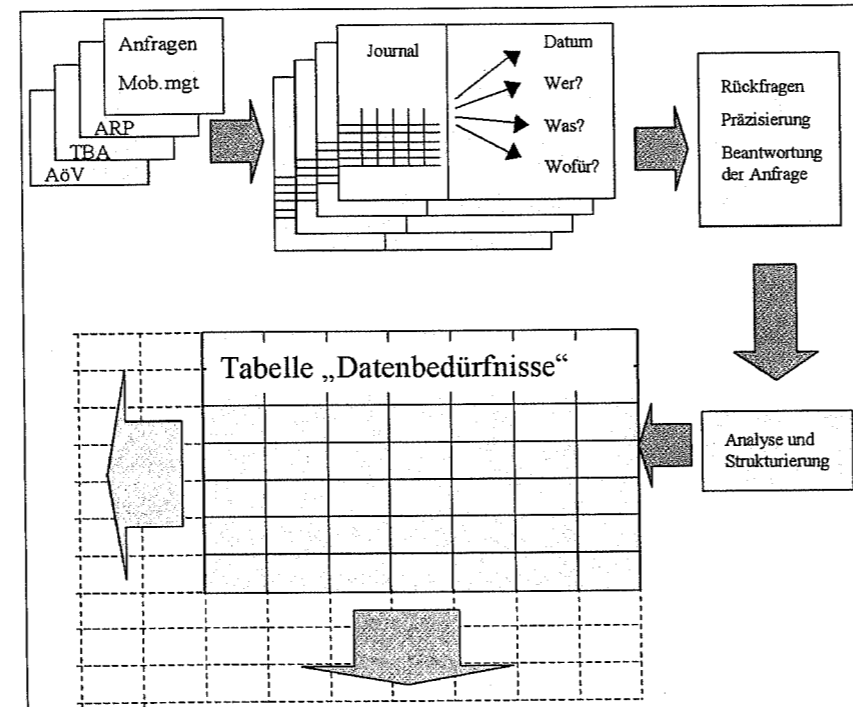 Anfragen
Mob.mgt
ARP
TBA
AöV
Journal
Datum
Wer?
Was?
Wofür?
Rückfragen
Präzisierung
Beantwortung
der Anfrage
Analyse und
Strukturierung
Tabelle „Datenbedürfnisse“